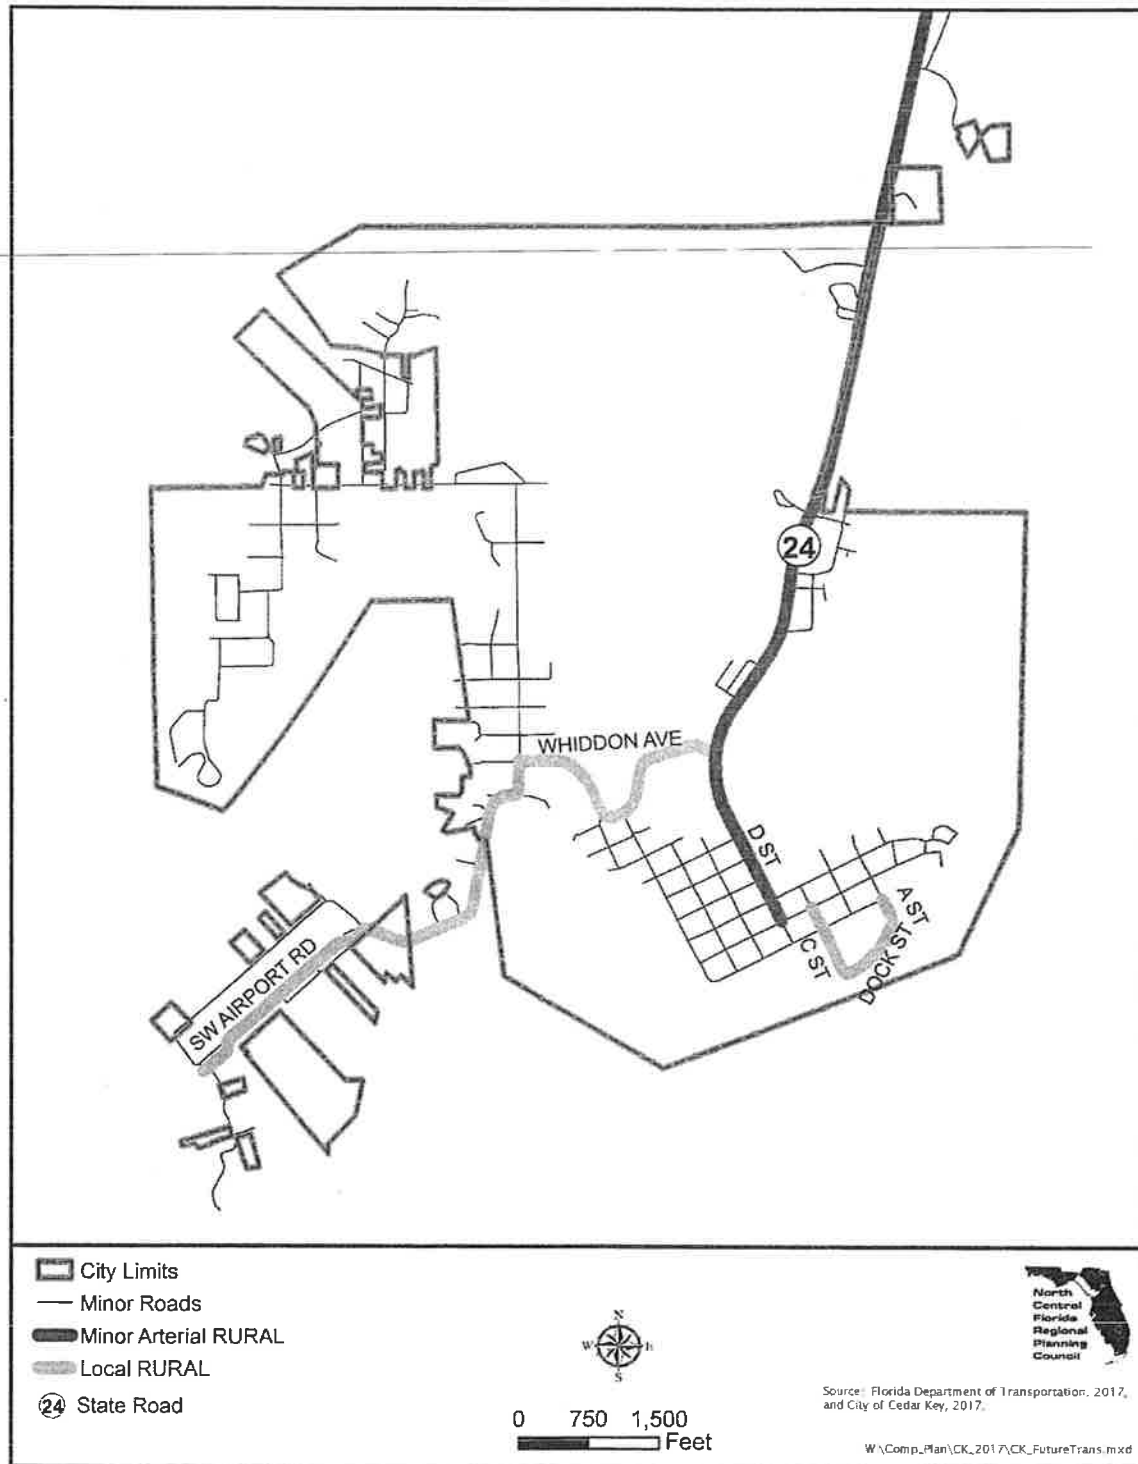 24
WHIDDON AVE
D ST
A ST
C ST
DOCK ST
SW AIRPORT RD
City Limits
Minor Roads
Minor Arterial RURAL
Local RURAL
24 State Road
N
W E
S
0 750 1,500
Feet
North
Central
Florida
Regional
Planning
Council
Source: Florida Department of Transportation, 2017,
and City of Cedar Key, 2017.
W:\Comp_Plan\CK_2017\CK_FutureTrans.mxd